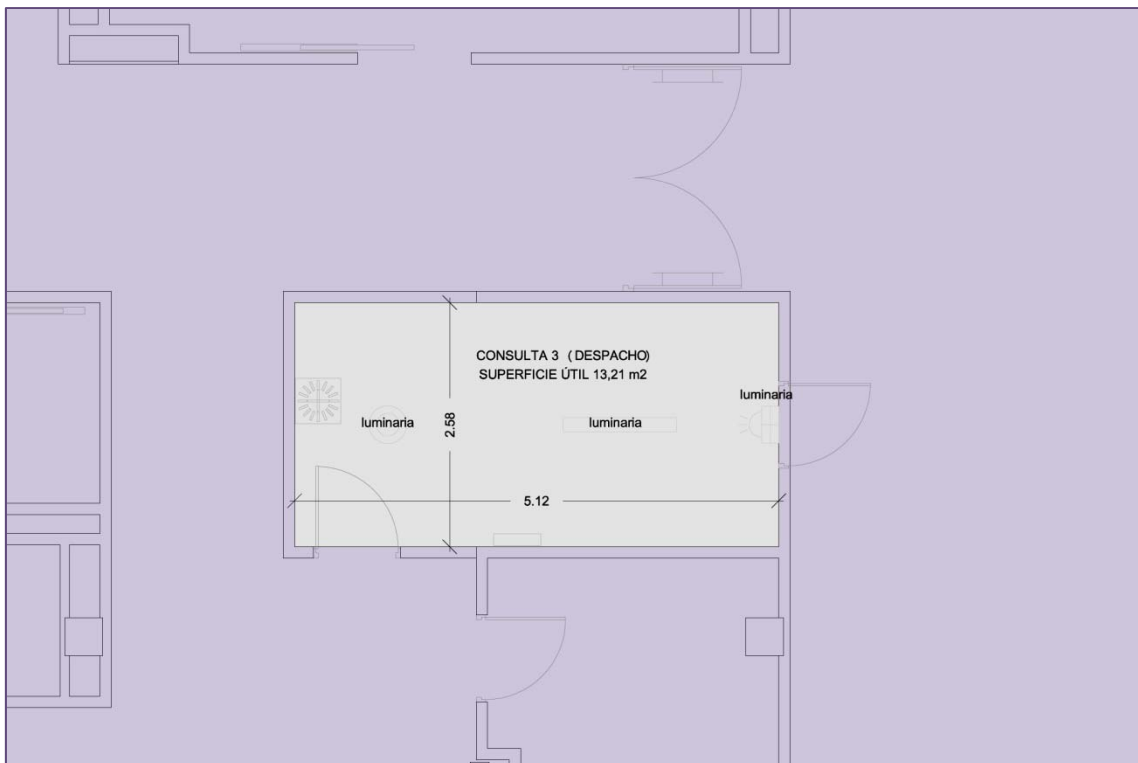 CONSULTA 3 (DESPACHO)
SUPERFICIE ÚTIL 13,21 m2
luminaria
luminaria
2.58
luminaria
5.12